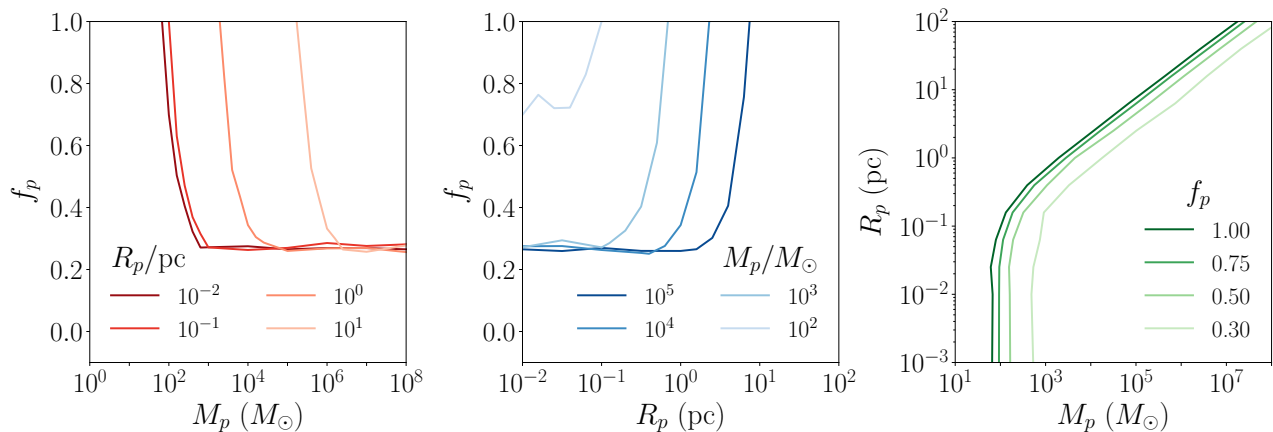 1.0
0.8
0.6
0.4
0.2
0.0
f_p
R_p/pc
10^{-2} 10^0
10^{-1} 10^1
10^0 10^2 10^4 10^6 10^8
M_p (M_⊙)
1.0
0.8
0.6
0.4
0.2
0.0
f_p
M_p/M_⊙
10^5 10^3
10^4 10^2
10^{-2} 10^{-1} 10^0 10^1 10^2
R_p (pc)
10^2
10^1
10^0
10^{-1}
10^{-2}
10^{-3}
R_p (pc)
f_p
1.00
0.75
0.50
0.30
10^1 10^3 10^5 10^7
M_p (M_⊙)